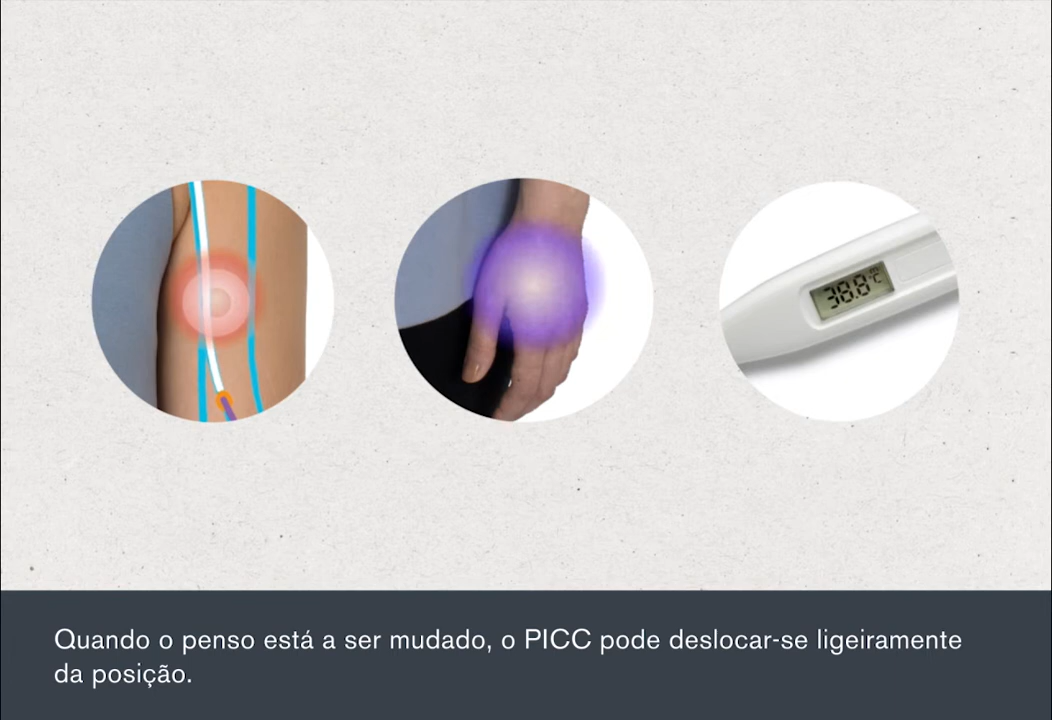 38.8°C
Quando o penso está a ser mudado, o PICC pode deslocar-se ligeiramente
da posição.